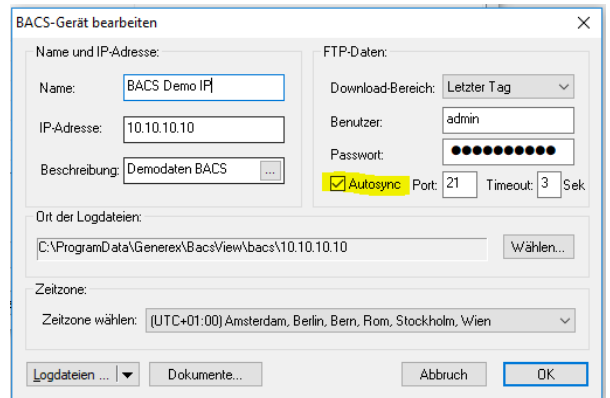 BACS-Gerät bearbeiten
Name und IP-Adresse:
Name: BACS Demo IP
IP-Adresse: 10.10.10.10
Beschreibung: Demodaten BACS ...
FTP-Daten:
Download-Bereich: Letzter Tag
Benutzer: admin
Passwort: ●●●●●●●●●●
Autosync Port: 21 Timeout: 3 Sek
Ort der Logdateien:
C:\ProgramData\Generex\BacsView\bacs\10.10.10.10 Wählen...
Zeitzone:
Zeitzone wählen: (UTC+01:00) Amsterdam, Berlin, Bern, Rom, Stockholm, Wien
Logdateien ... Dokumente... Abbruch OK